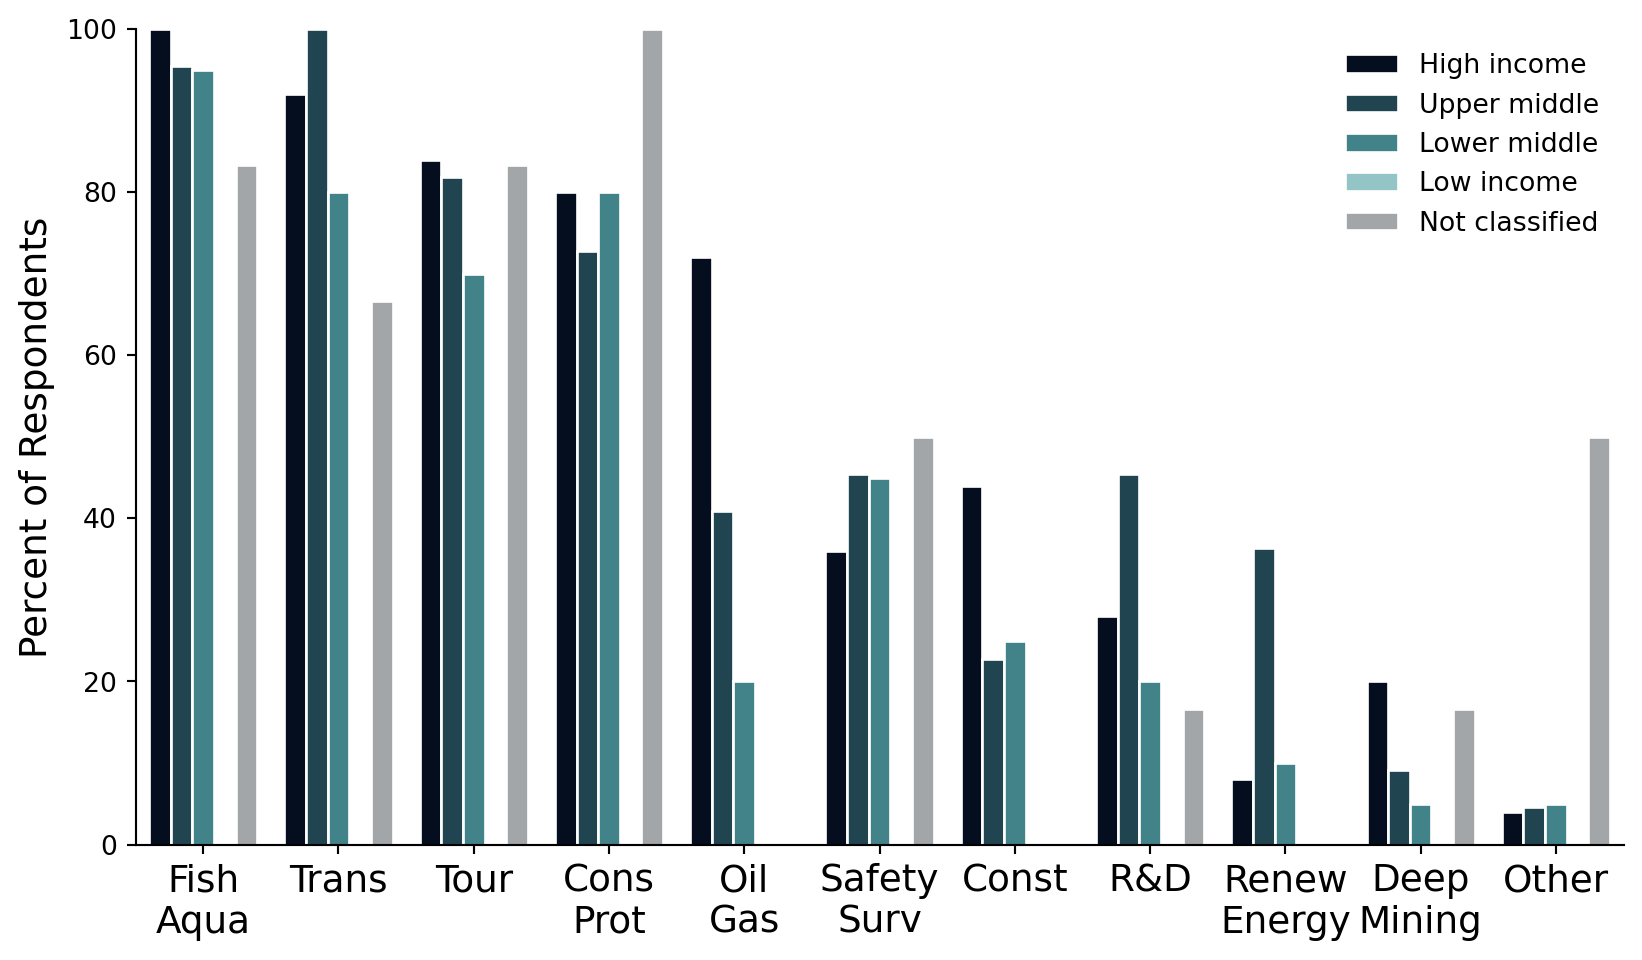 Percent of Respondents
100
80
60
40
20
0
High income
Upper middle
Lower middle
Low income
Not classified
Fish
Aqua
Trans
Tour
Cons
Prot
Oil
Gas
Safety
Surv
Const
R&D
Renew
Energy
Deep
Mining
Other